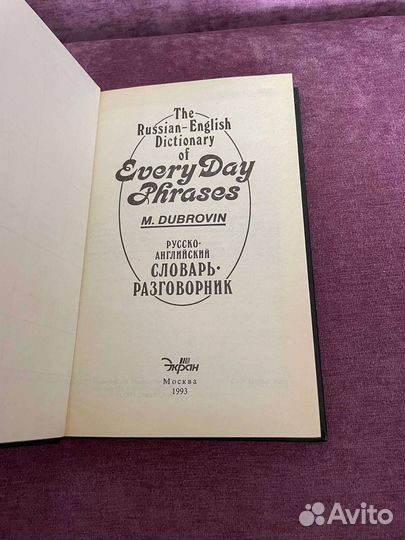 The
Russian-English
Dictionary
of
Every Day
Phrases
M. DUBROVIN
РУССКО-
АНГЛИЙСКИЙ
СЛОВАРЬ-
РАЗГОВОРНИК
Экран
Москва
1993
Avito